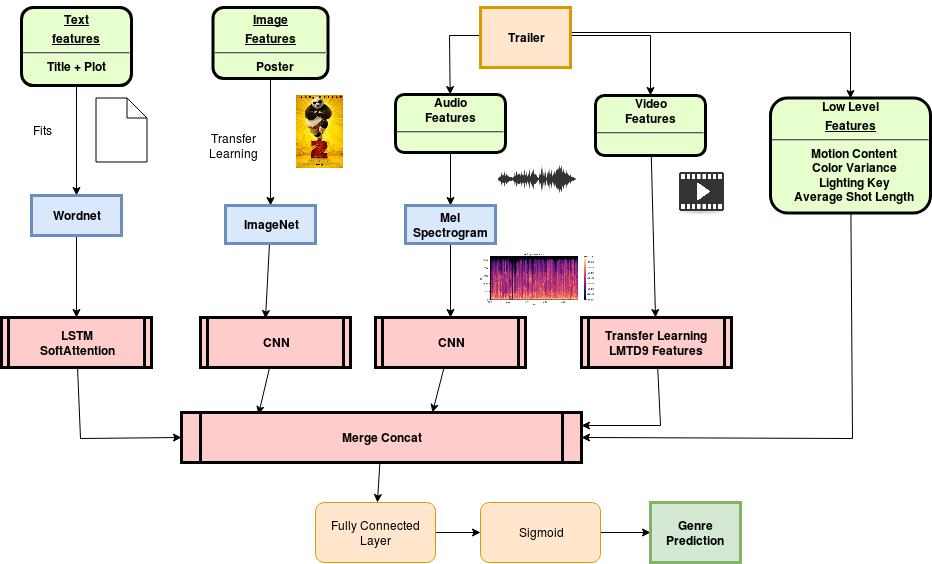 Text
features
Title + Plot
Image
Features
Poster
Trailer
Audio
Features
Video
Features
Low Level
Features
Motion Content
Color Variance
Lighting Key
Average Shot Length
Fits
Transfer
Learning
2
Wordnet
ImageNet
Mel
Spectrogram
LSTM
SoftAttention
CNN
CNN
Transfer Learning
LMTD9 Features
Merge Concat
Fully Connected
Layer
Sigmoid
Genre
Prediction